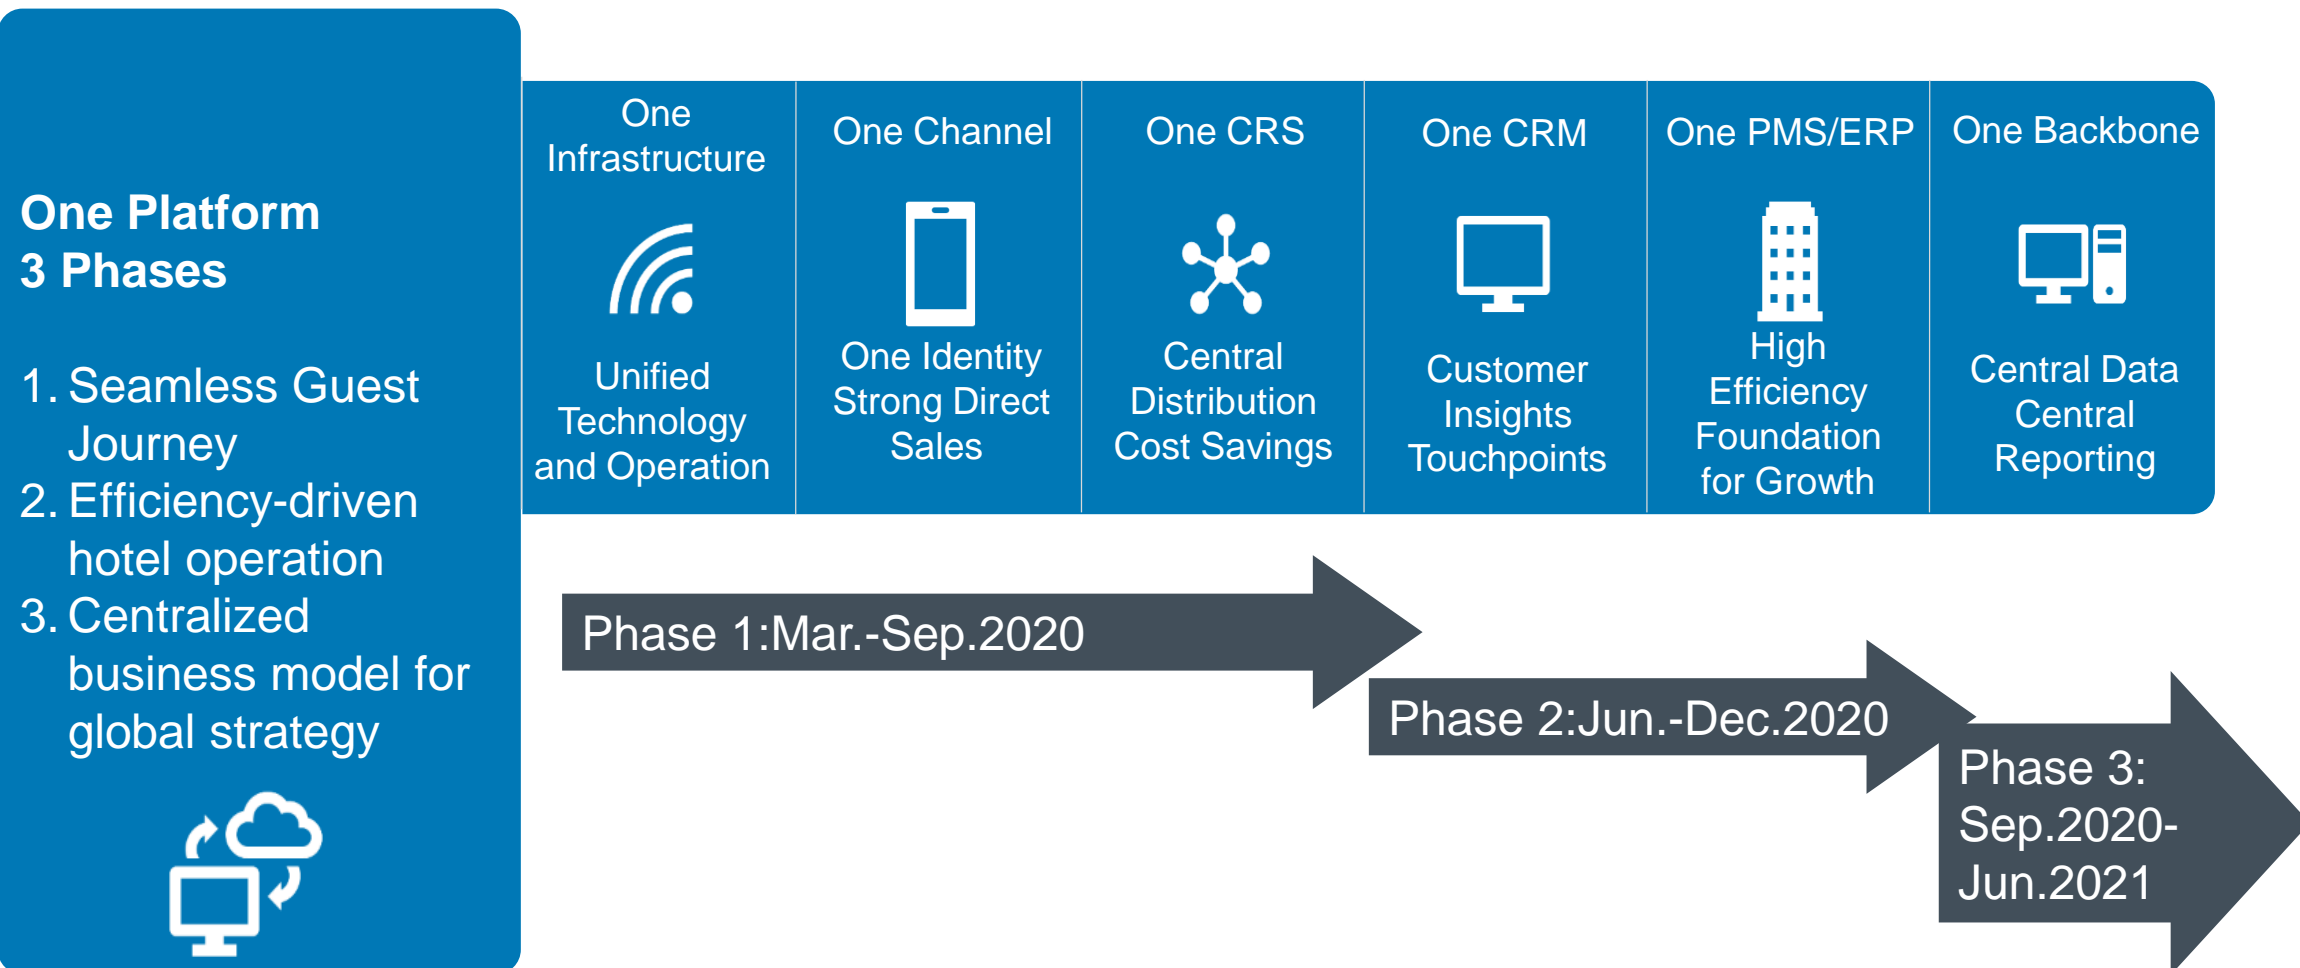 One Platform
3 Phases
1. Seamless Guest
Journey
2. Efficiency-driven
hotel operation
3. Centralized
business model for
global strategy
One
Infrastructure
Unified
Technology
and Operation
One Channel
One Identity
Strong Direct
Sales
One CRS
Central
Distribution
Cost Savings
One CRM
Customer
Insights
Touchpoints
One PMS/ERP
High
Efficiency
Foundation
for Growth
One Backbone
Central Data
Central
Reporting
Phase 1:Mar.-Sep.2020
Phase 2:Jun.-Dec.2020
Phase 3:
Sep.2020-
Jun.2021